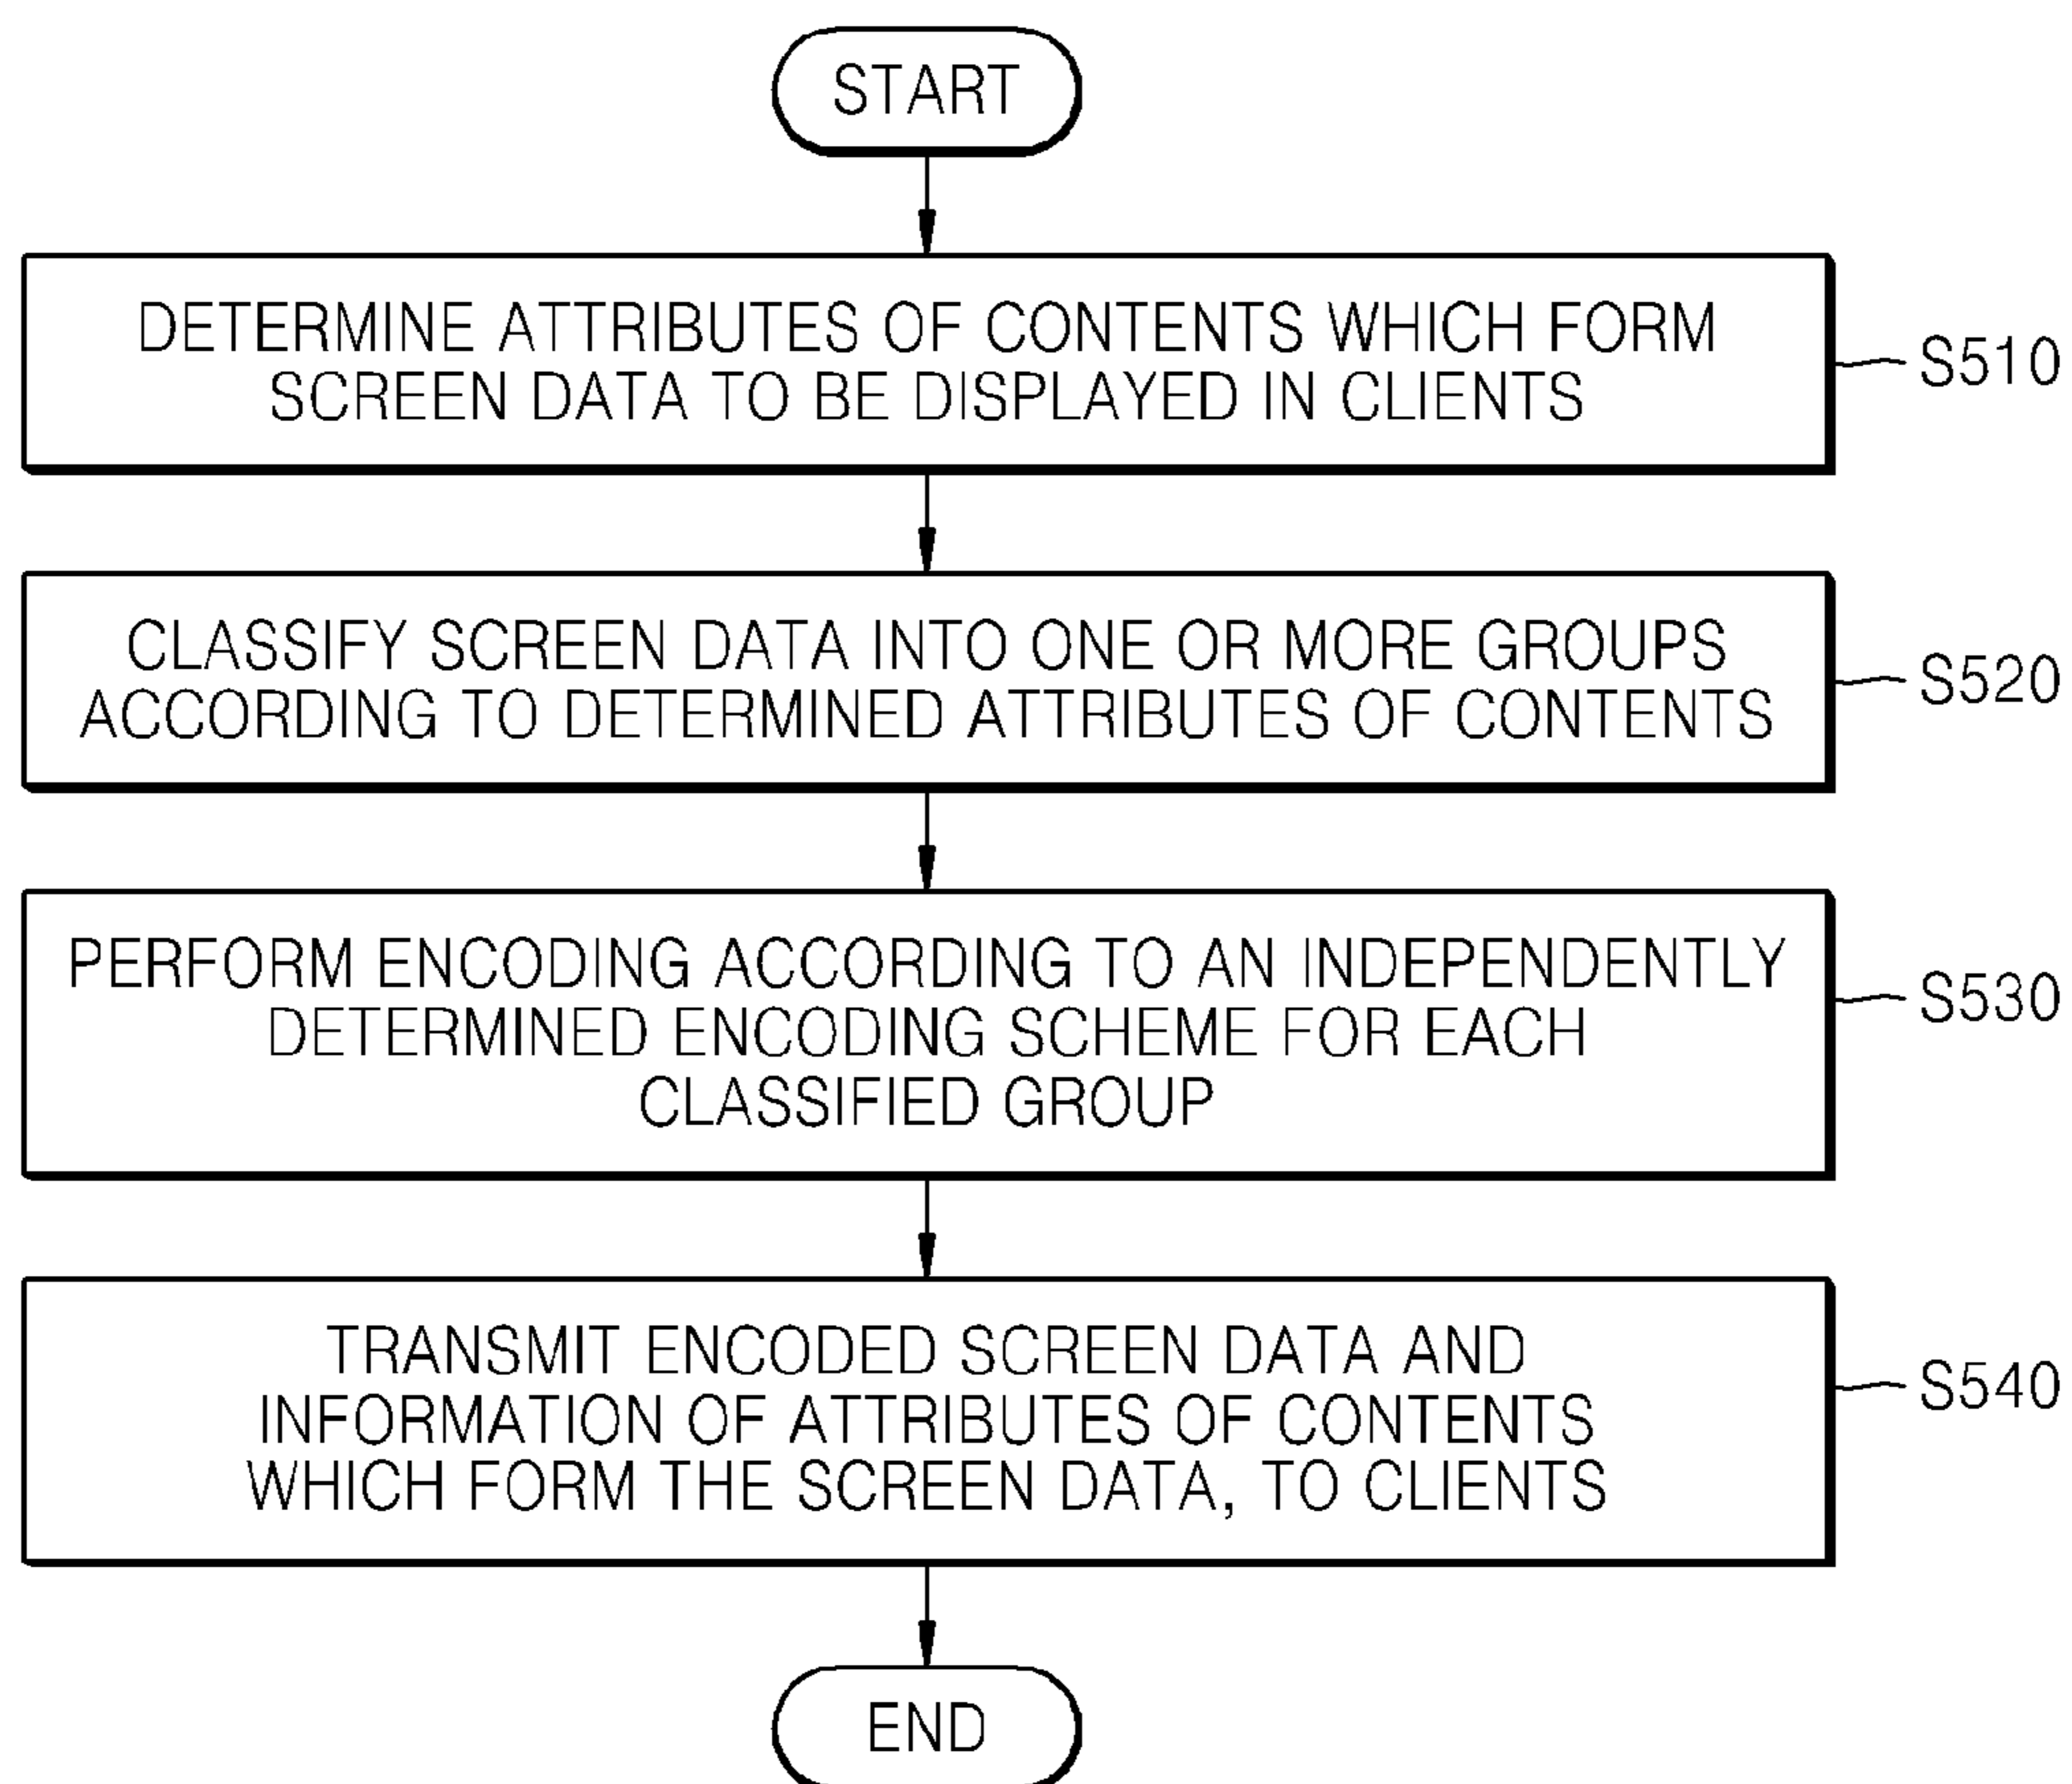 START
DETERMINE ATTRIBUTES OF CONTENTS WHICH FORM
SCREEN DATA TO BE DISPLAYED IN CLIENTS
S510
CLASSIFY SCREEN DATA INTO ONE OR MORE GROUPS
ACCORDING TO DETERMINED ATTRIBUTES OF CONTENTS
S520
PERFORM ENCODING ACCORDING TO AN INDEPENDENTLY
DETERMINED ENCODING SCHEME FOR EACH
CLASSIFIED GROUP
S530
TRANSMIT ENCODED SCREEN DATA AND
INFORMATION OF ATTRIBUTES OF CONTENTS
WHICH FORM THE SCREEN DATA, TO CLIENTS
S540
END